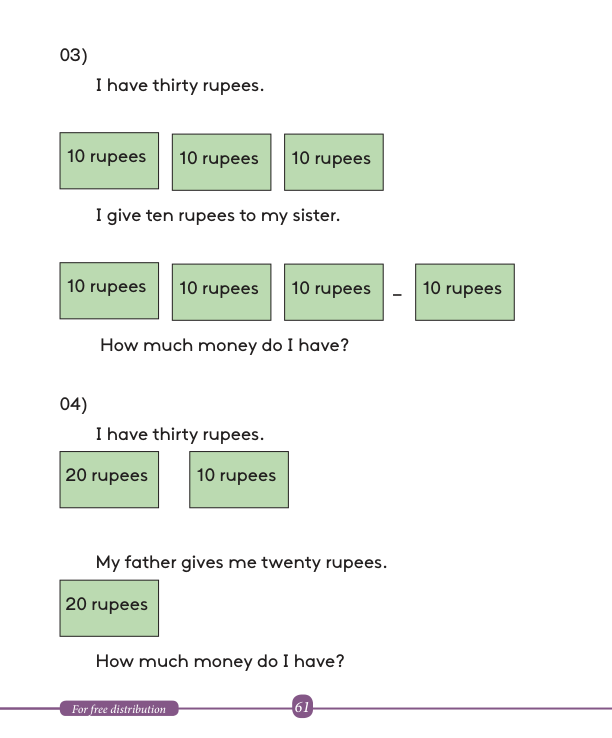 03)
I have thirty rupees.
10 rupees 10 rupees 10 rupees
I give ten rupees to my sister.
10 rupees 10 rupees 10 rupees – 10 rupees
How much money do I have?
04)
I have thirty rupees.
20 rupees 10 rupees
My father gives me twenty rupees.
20 rupees
How much money do I have?
For free distribution 61